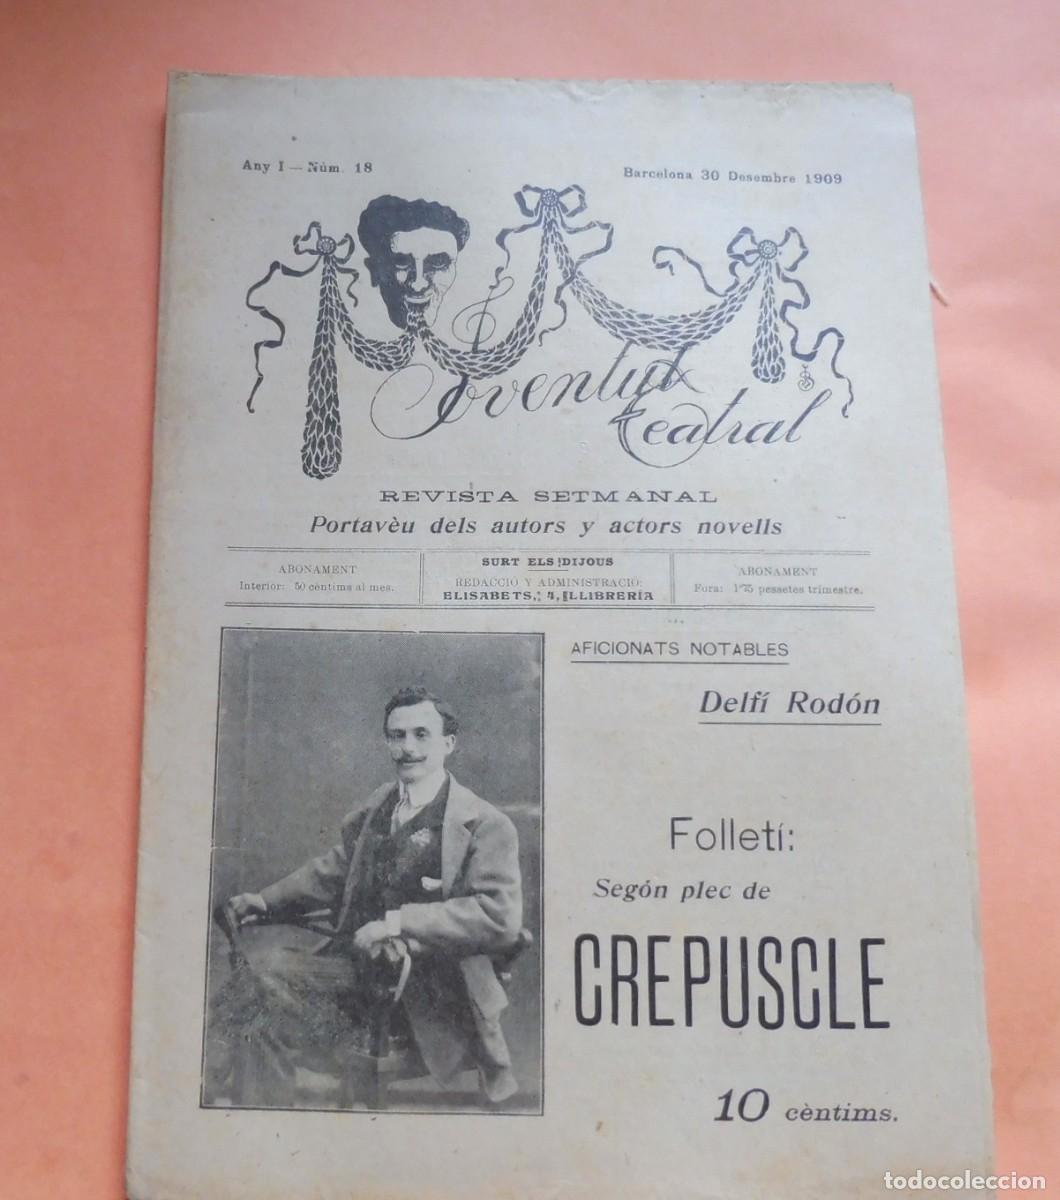 Any I — Núm. 18
Barcelona 30 Desembre 1909
Joventut
teatral
REVISTA SETMANAL
Portavèu dels autors y actors novells
ABONAMENT
Interior: 50 cèntims al mes.
SURT ELS DIJOUS
REDACCIÓ Y ADMINISTRACIÓ:
ELISABETS, 4, LLIBRERÍA
ABONAMENT
Fora: 1'75 pessetes trimestre.
AFICIONATS NOTABLES
Delfí Rodón
Folletí:
Següón plec de
CREPUSCLE
10 cèntims.
todocoleccion